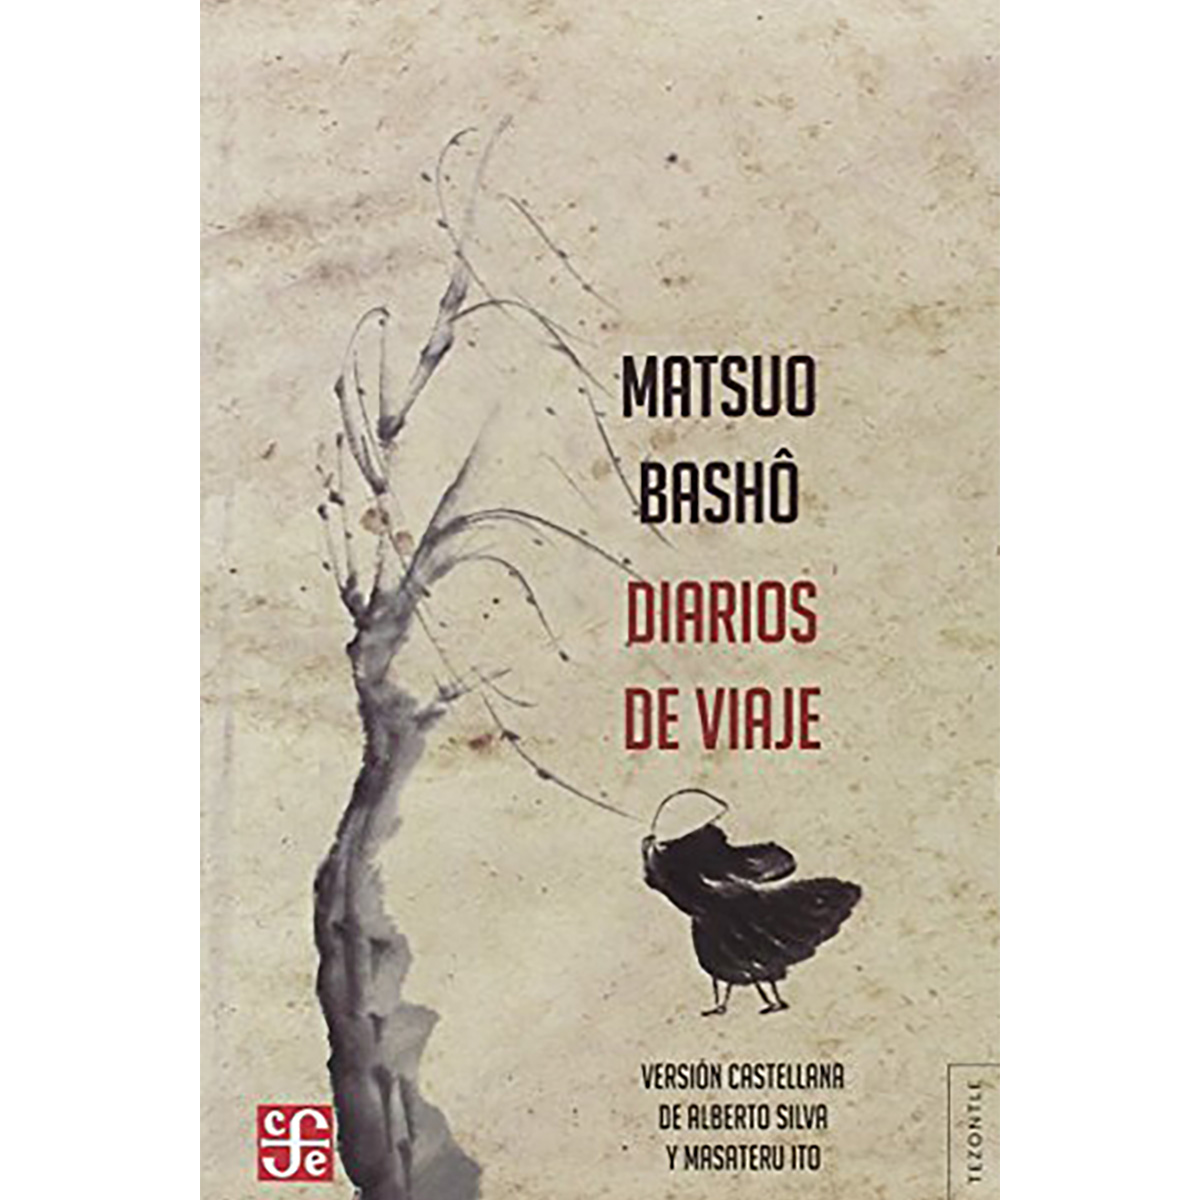 MATSUO
BASHÔ
DIARIOS
DE VIAJE
VERSIÓN CASTELLANA
DE ALBERTO SILVA
Y MASATERU ITO
TEZONTLE
cfe